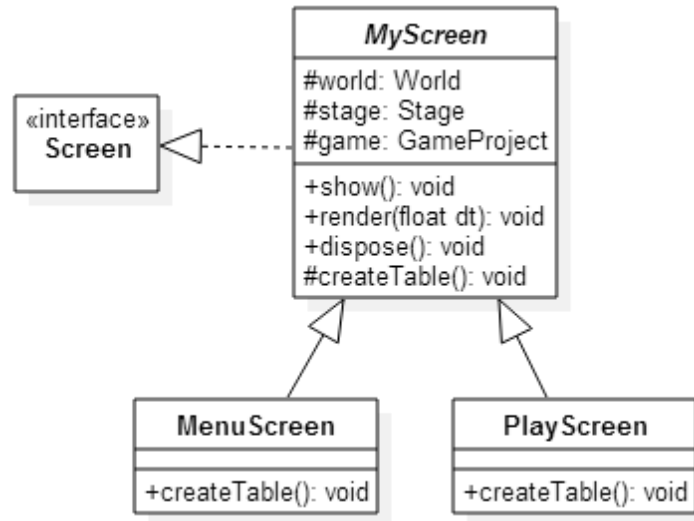 MyScreen
#world: World
#stage: Stage
#game: GameProject
+show(): void
+render(float dt): void
+dispose(): void
#createTable(): void
«interface»
Screen
MenuScreen
+createTable(): void
PlayScreen
+createTable(): void